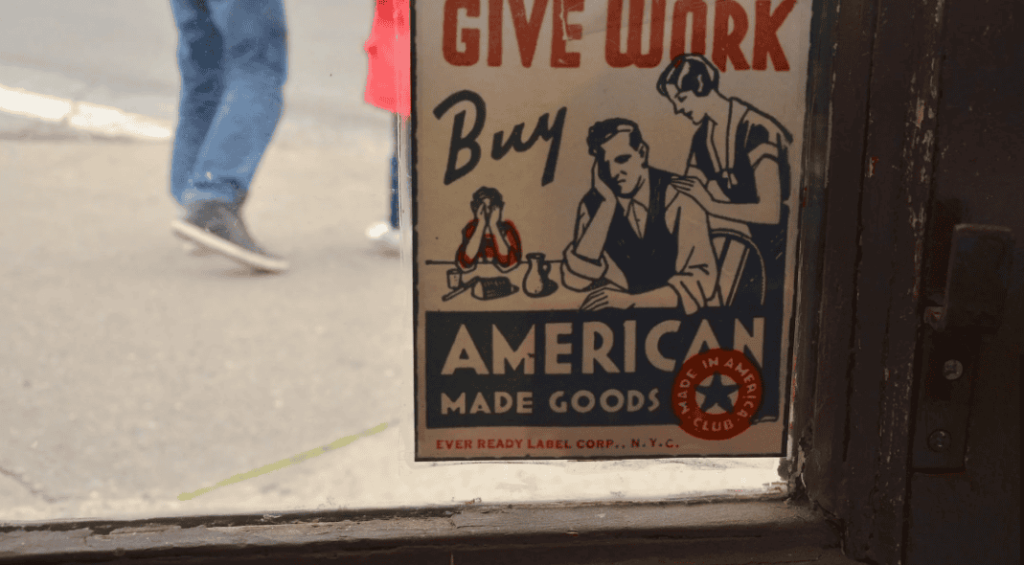 GIVE WORK
Buy
AMERICAN
MADE GOODS
MADE IN AMERICA
CLUB
EVER READY LABEL CORP., N.Y.C.